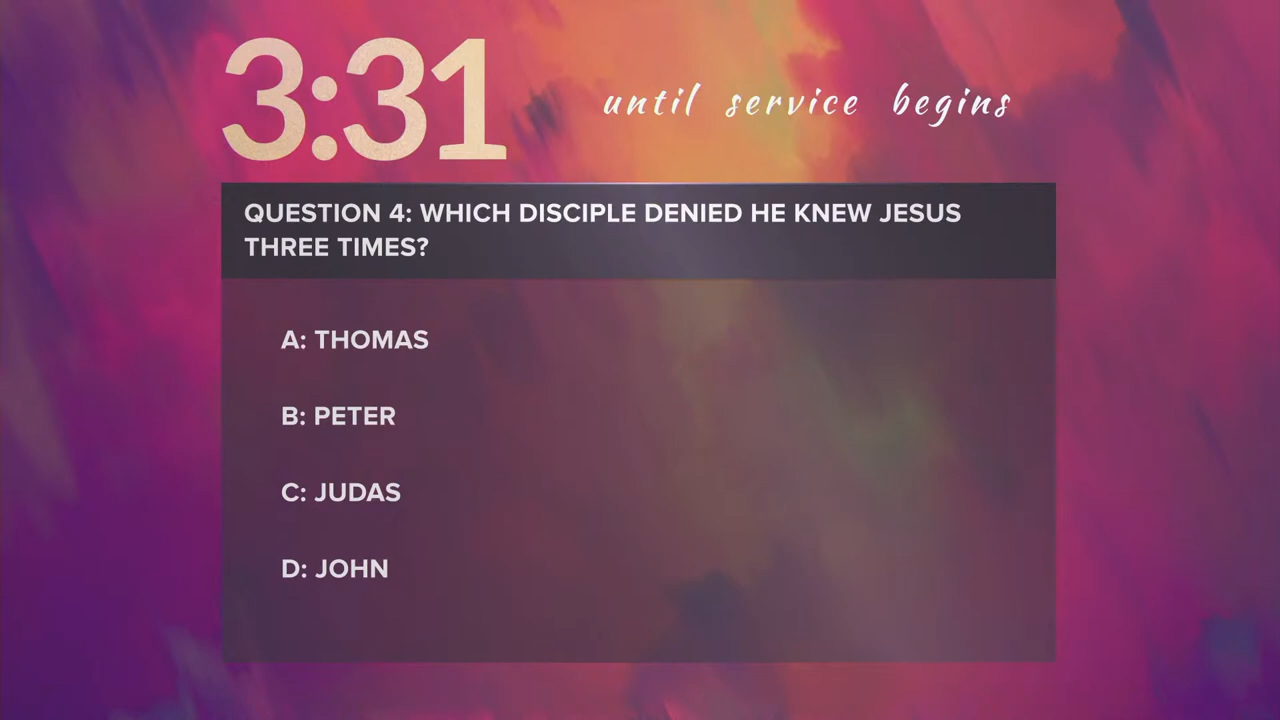 3:31 until service begins
QUESTION 4: WHICH DISCIPLE DENIED HE KNEW JESUS
THREE TIMES?
A: THOMAS
B: PETER
C: JUDAS
D: JOHN